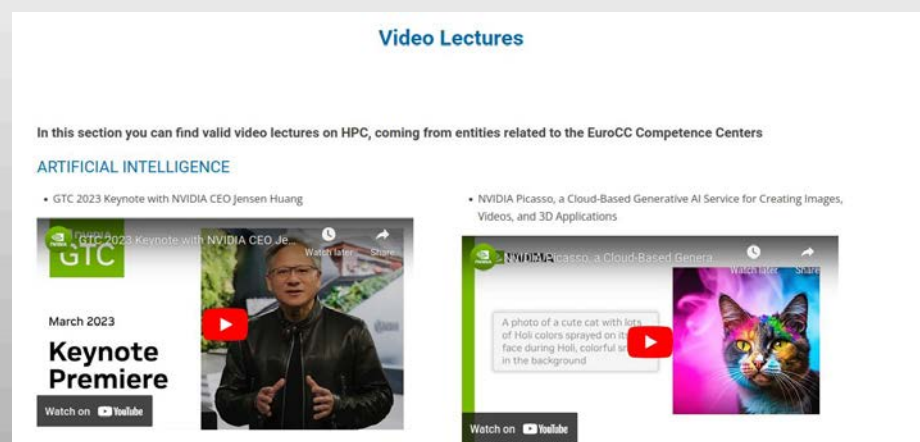 Video Lectures
In this section you can find valid video lectures on HPC, coming from entities related to the EuroCC Competence Centers
ARTIFICIAL INTELLIGENCE
• GTC 2023 Keynote with NVIDIA CEO Jensen Huang
GTC 2023 Keynote with NVIDIA CEO Je...
Watch later
Share
GTC
March 2023
Keynote
Premiere
Watch on YouTube
• NVIDIA Picasso, a Cloud-Based Generative AI Service for Creating Images,
Videos, and 3D Applications
NVIDIA Picasso, a Cloud-Based Genera...
Watch later
Share
NVIDIA
A photo of a cute cat with lots
of Holi colors sprayed on its
face during Holi, colorful
in the background
Watch on YouTube